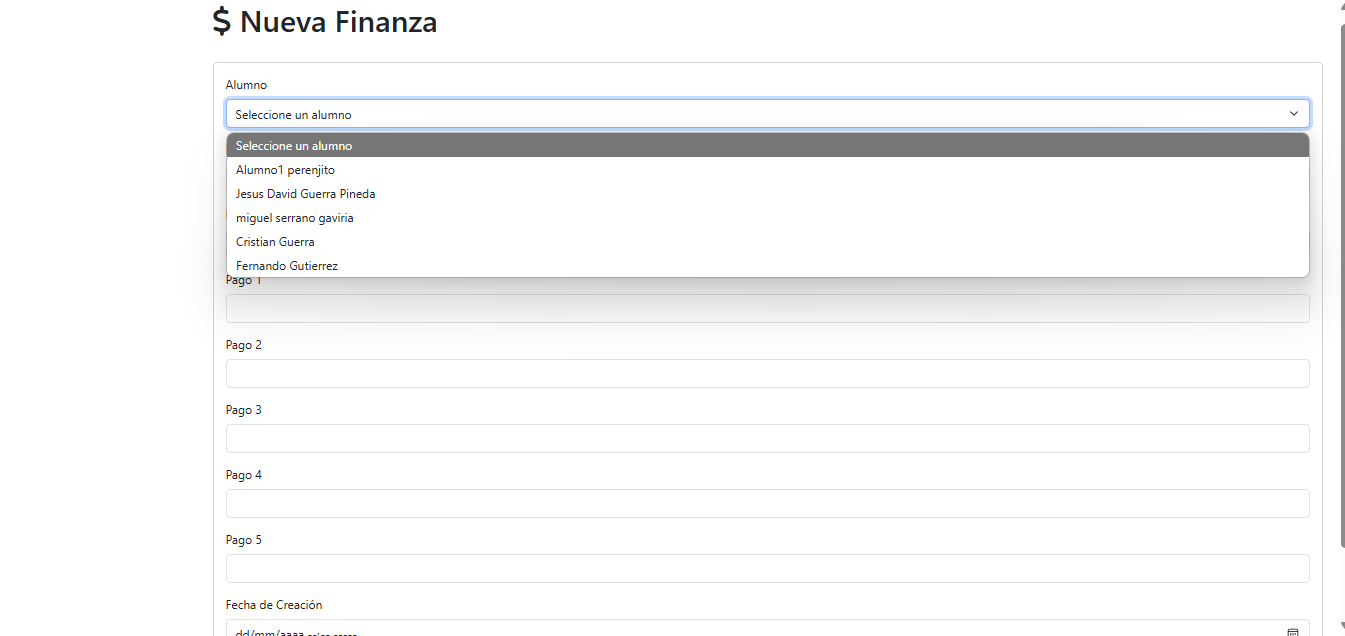 $ Nueva Finanza
Alumno
Seleccione un alumno
Seleccione un alumno
Alumno1 perenjito
Jesus David Guerra Pineda
miguel serrano gaviria
Cristian Guerra
Fernando Gutierrez
Pago 1
Pago 2
Pago 3
Pago 4
Pago 5
Fecha de Creación
dd/mm/aaaa --:-- -----